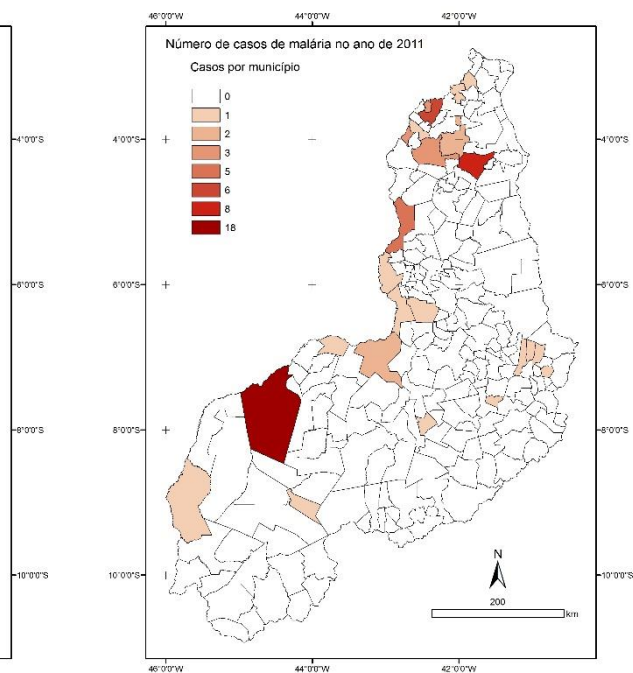 46°0'0"W 44°0'0"W 42°0'0"W
Número de casos de malária no ano de 2011
Casos por município
0
1
2
3
5
6
8
18
4°0'0"S 4°0'0"S 4°0'0"S
6°0'0"S 6°0'0"S 6°0'0"S
8°0'0"S 8°0'0"S 8°0'0"S
10°0'0"S 10°0'0"S 10°0'0"S
N
200
km
46°0'0"W 44°0'0"W 42°0'0"W